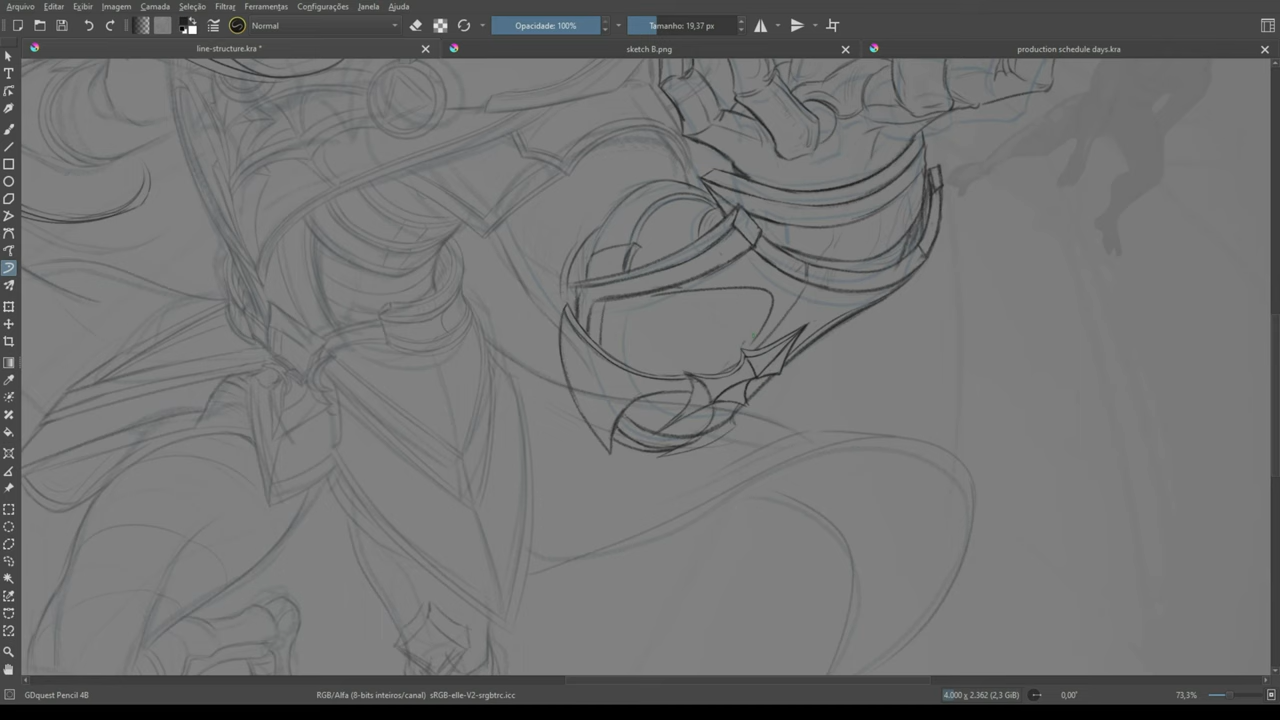 Arquivo Editar Exibir Imagem Camada Seleção Filtrar Ferramentas Configurações Janela Ajuda
Normal Opacidade: 100% Tamanho: 19,37 px
line-structure.kra * sketch B.png production schedule days.kra
GDquest Pencil 4B RGB/Alfa (8-bits inteiros/canal) sRGB-elle-V2-srgbtrc.icc 4.000 x 2.362 (2,3 GiB) 0,00° 73,3%